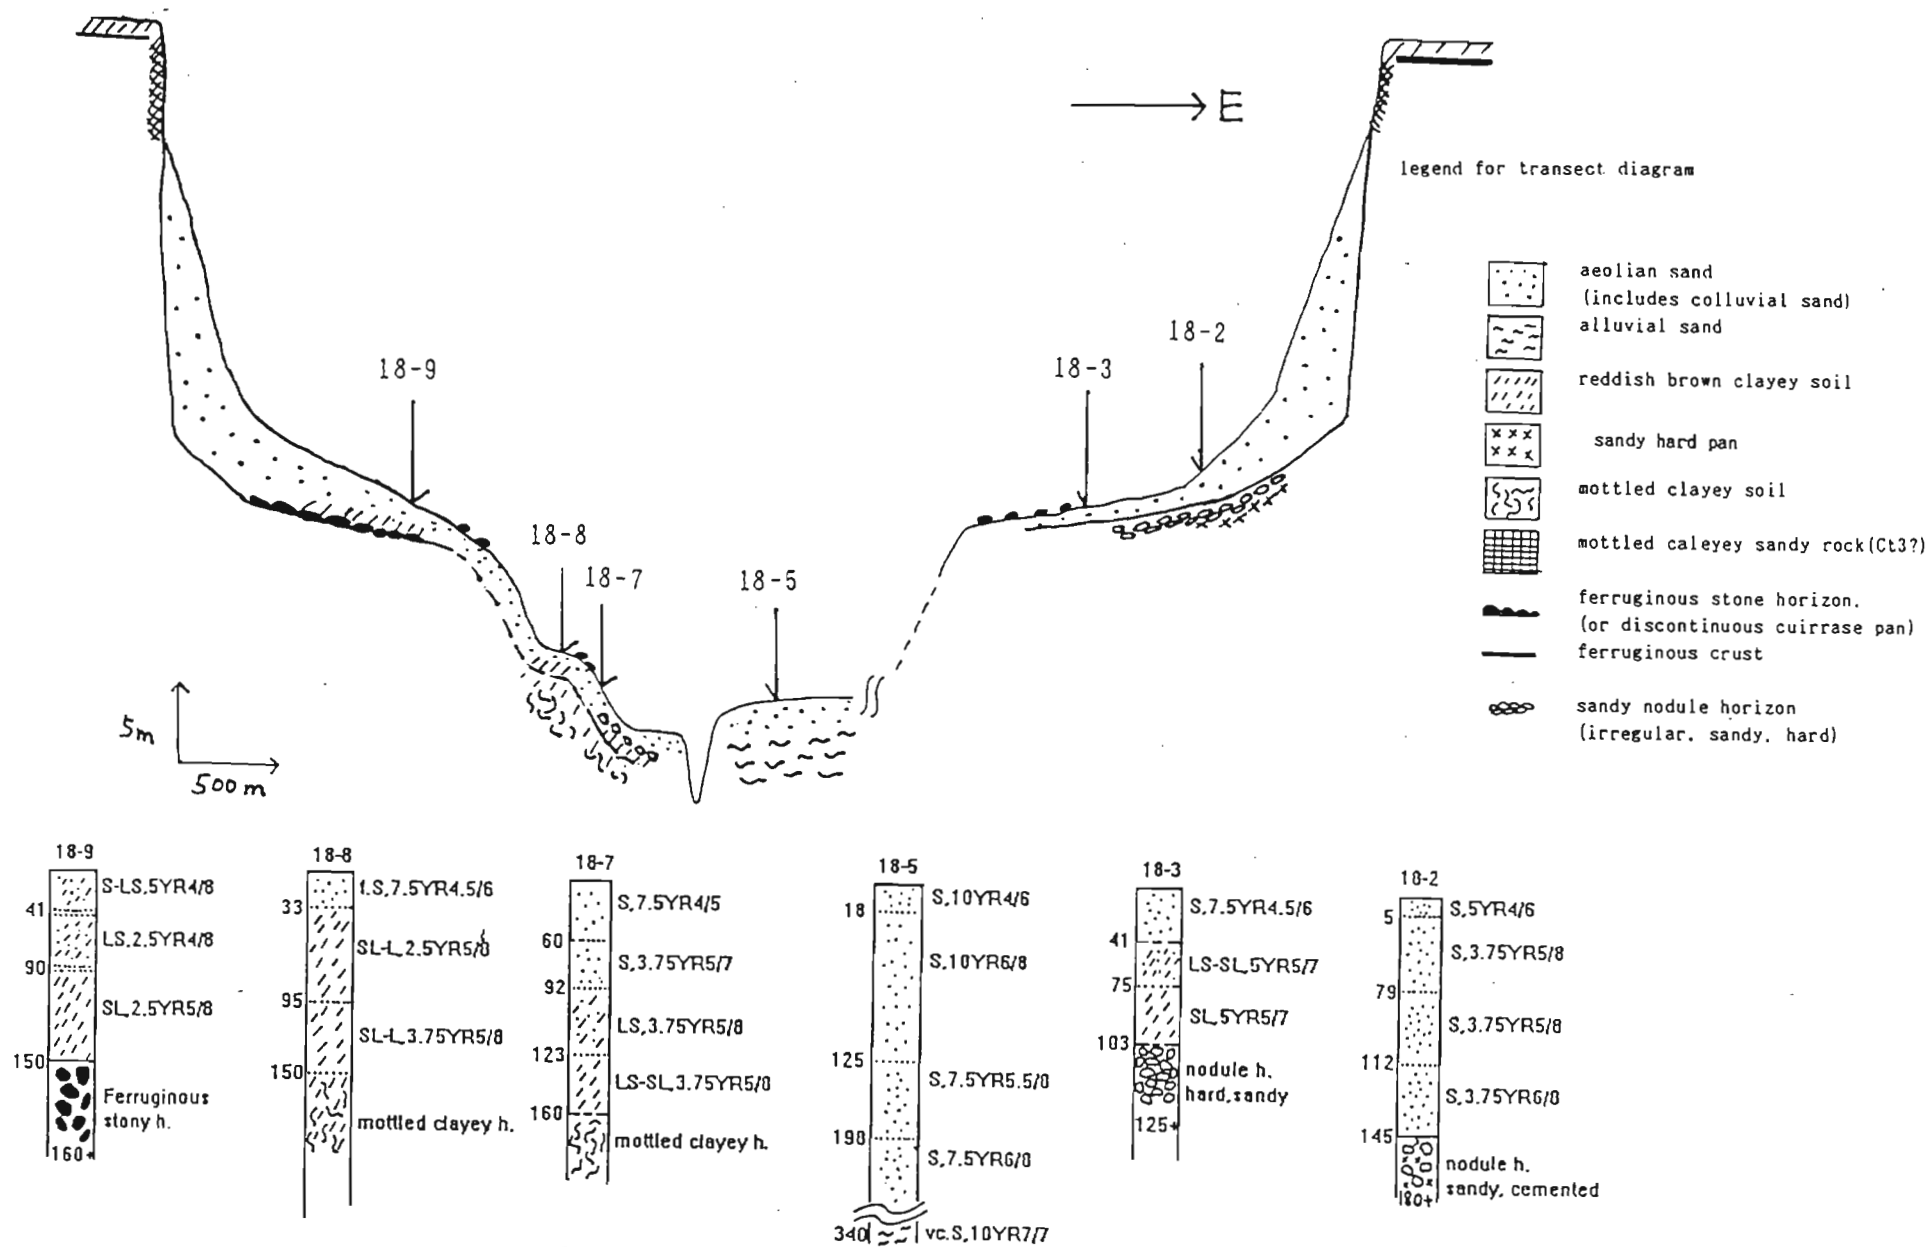 E
legend for transect diagram
aeolian sand
(includes colluvial sand)
alluvial sand
reddish brown clayey soil
sandy hard pan
mottled clayey soil
mottled caleyey sandy rock(Ct3?)
ferruginous stone horizon.
(or discontinuous cuirrase pan)
ferruginous crust
sandy nodule horizon
(irregular. sandy. hard)
18-9
18-8
18-7
18-5
18-3
18-2
5m
500m
18-9
S-LS,5YR4/8
41
LS,2.5YR4/8
90
SL,2.5YR5/8
150
Ferruginous
stony h.
160+
18-8
f.S,7.5YR4.5/6
33
SL-L,2.5YR5/8
95
SL-L,3.75YR5/8
150
mottled clayey h.
18-7
S,7.5YR4/5
60
S,3.75YR5/7
92
LS,3.75YR5/8
123
LS-SL,3.75YR5/8
160
mottled clayey h.
18-5
S,10YR4/6
18
S,10YR6/8
125
S,7.5YR5.5/8
198
S,7.5YR6/8
340
vc.S,10YR7/7
18-3
S,7.5YR4.5/6
41
LS-SL,5YR5/7
75
SL,5YR5/7
103
nodule h.
hard,sandy
125+
18-2
S,5YR4/6
5
S,3.75YR5/8
79
S,3.75YR5/8
112
S,3.75YR6/8
145
nodule h.
sandy, cemented
180+